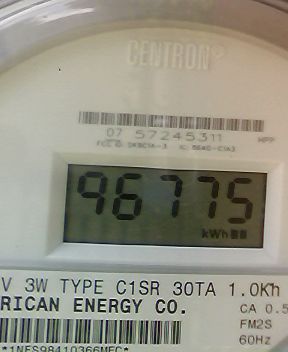 CENTRON®
07 57245311
96775
kWh
V 3W TYPE C1SR 30TA 1.0Kh
RICAN ENERGY CO.
CA 0.5
FM2S
60Hz
*1NES98410366MEC*